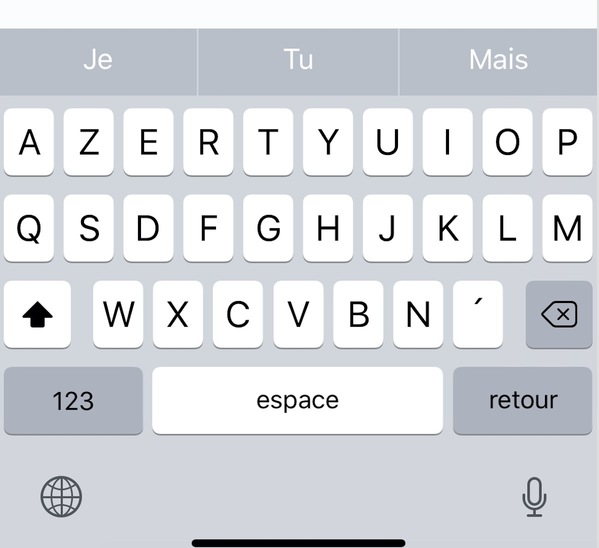 Je Tu Mais
A Z E R T Y U I O P
Q S D F G H J K L M
W X C V B N ´
123 espace retour